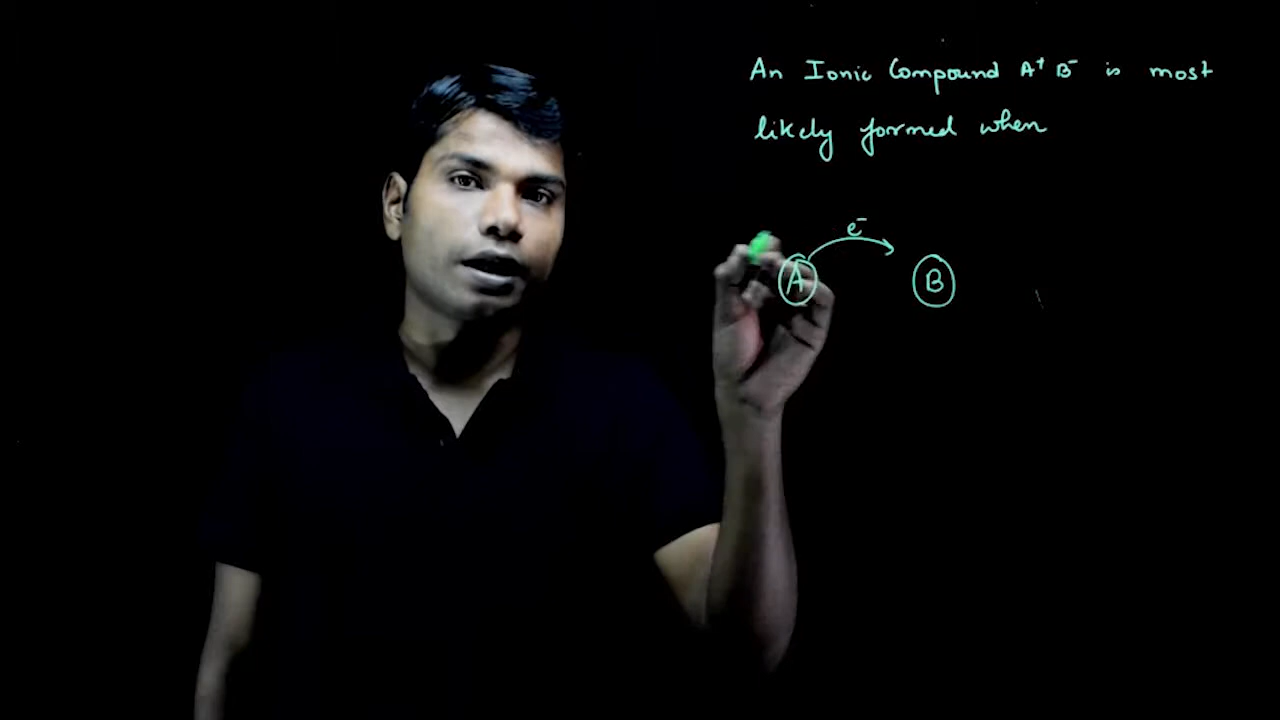 An Ionic Compound A⁺ B⁻ is most
likely formed when
e⁻
A B